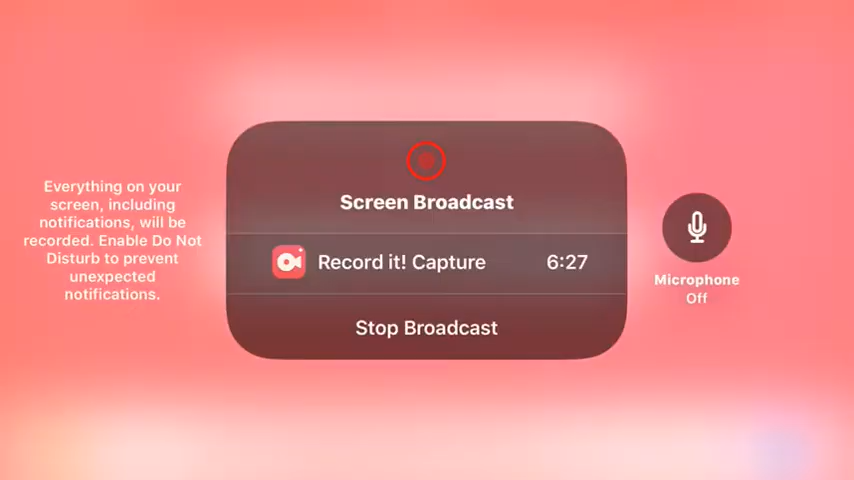 Everything on your
screen, including
notifications, will be
recorded. Enable Do Not
Disturb to prevent
unexpected
notifications.
Screen Broadcast
Record it! Capture 6:27
Stop Broadcast
Microphone
Off